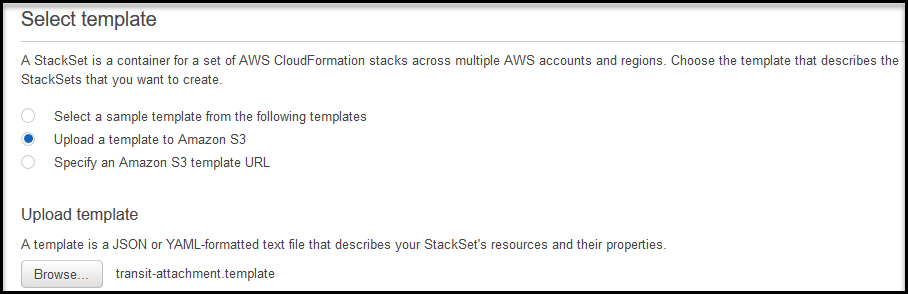 Select template
A StackSet is a container for a set of AWS CloudFormation stacks across multiple AWS accounts and regions. Choose the template that describes the
StackSets that you want to create.
Select a sample template from the following templates
Upload a template to Amazon S3
Specify an Amazon S3 template URL
Upload template
A template is a JSON or YAML-formatted text file that describes your StackSet's resources and their properties.
Browse... transit-attachment.template